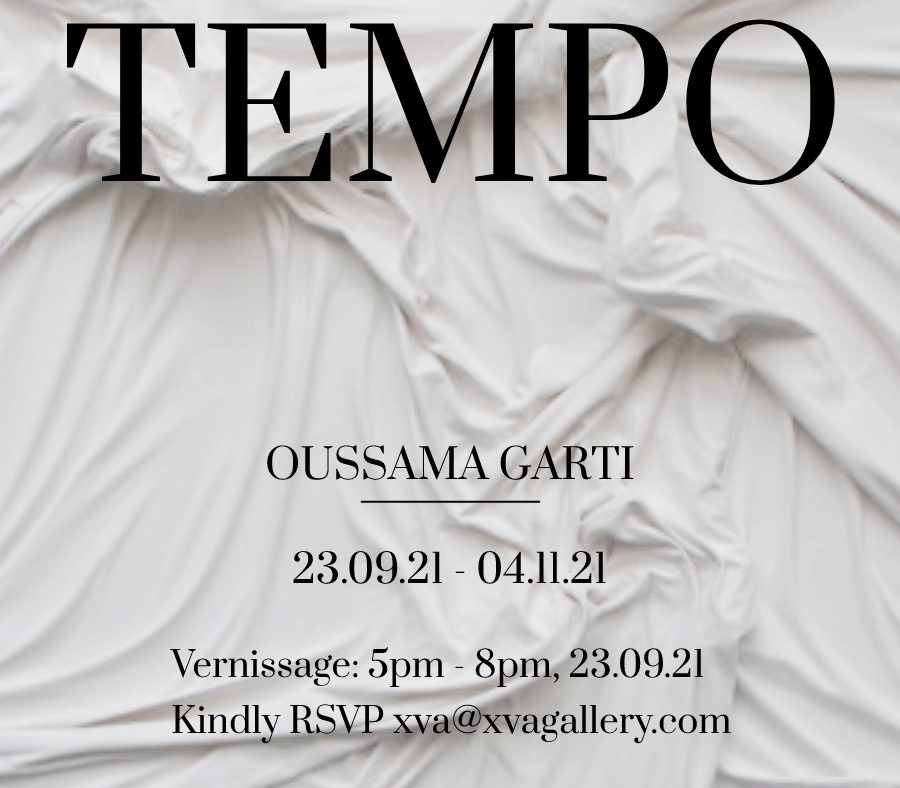 TEMPO
OUSSAMA GARTI
23.09.21 - 04.11.21
Vernissage: 5pm - 8pm, 23.09.21
Kindly RSVP xva@xvagallery.com